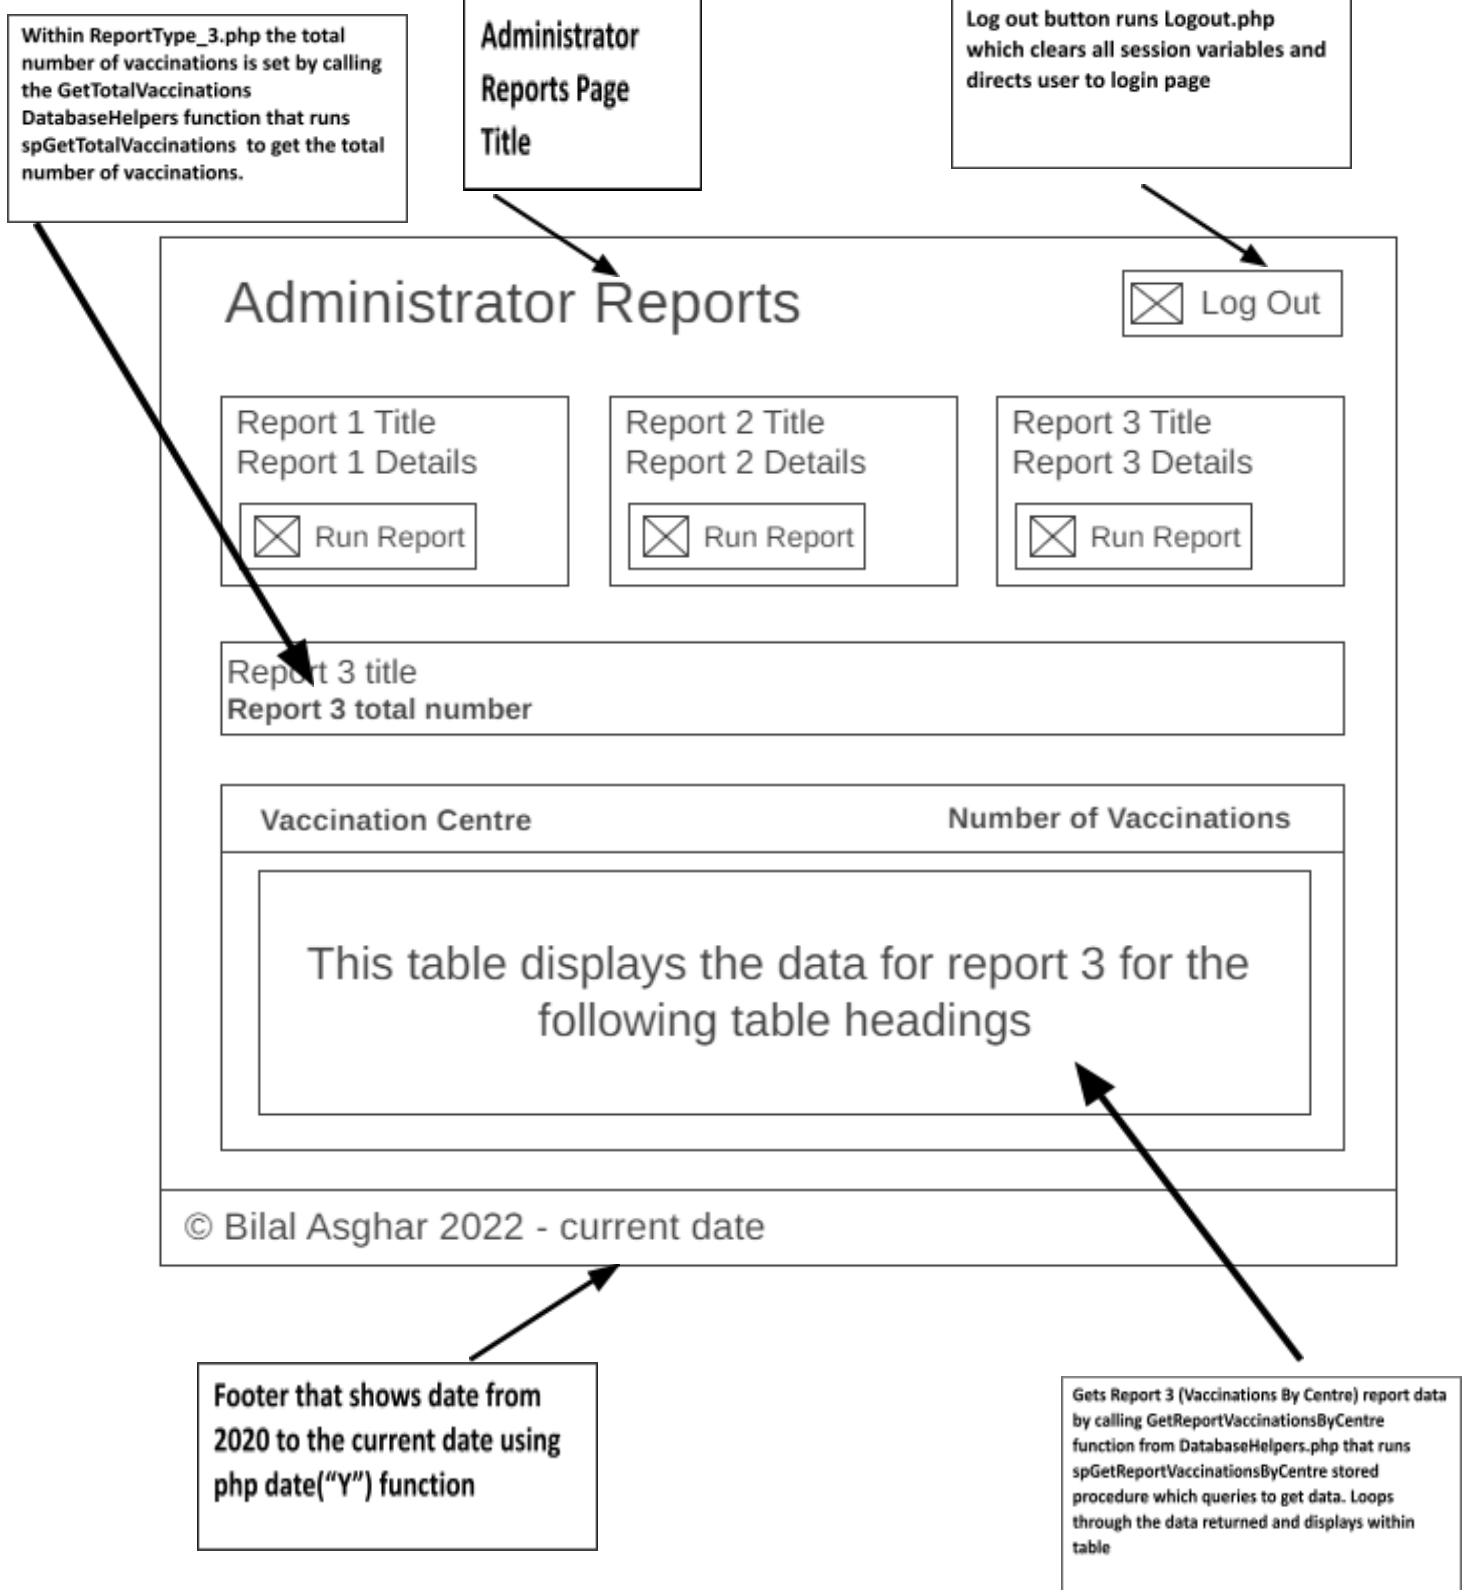 Within ReportType_3.php the total
number of vaccinations is set by calling
the GetTotalVaccinations
DatabaseHelpers function that runs
spGetTotalVaccinations to get the total
number of vaccinations.
Administrator
Reports Page
Title
Log out button runs Logout.php
which clears all session variables and
directs user to login page
Administrator Reports
Log Out
Report 1 Title
Report 1 Details
Run Report
Report 2 Title
Report 2 Details
Run Report
Report 3 Title
Report 3 Details
Run Report
Report 3 title
Report 3 total number
Vaccination Centre
Number of Vaccinations
This table displays the data for report 3 for the
following table headings
© Bilal Asghar 2022 - current date
Footer that shows date from
2020 to the current date using
php date(“Y”) function
Gets Report 3 (Vaccinations By Centre) report data
by calling GetReportVaccinationsByCentre
function from DatabaseHelpers.php that runs
spGetReportVaccinationsByCentre stored
procedure which queries to get data. Loops
through the data returned and displays within
table